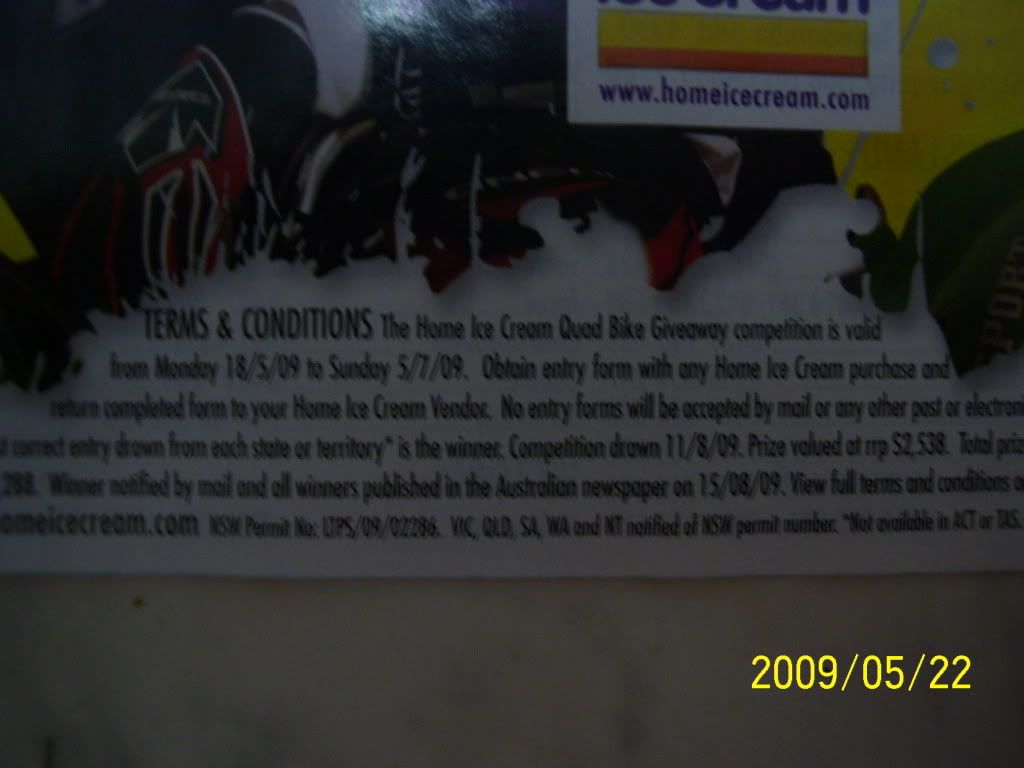 ice cream
www.homeicecream.com
SPORT
TERMS & CONDITIONS The Home Ice Cream Quad Bike Giveaway competition is valid
from Monday 18/5/09 to Sunday 5/7/09. Obtain entry form with any Home Ice Cream purchase and
return completed form to your Home Ice Cream Vendor. No entry forms will be accepted by mail or any other post or electroni
t correct entry drawn from each state or territory* is the winner. Competition drawn 11/8/09. Prize valued at rrp $2,538. Total priz
,288. Winner notified by mail and all winners published in the Australian newspaper on 15/08/09. View full terms and conditions o
omeicecream.com NSW Permit No: LTPS/09/02286. VIC, QLD, SA, WA and NT notified of NSW permit number. *Not available in ACT or TAS.
2009/05/22